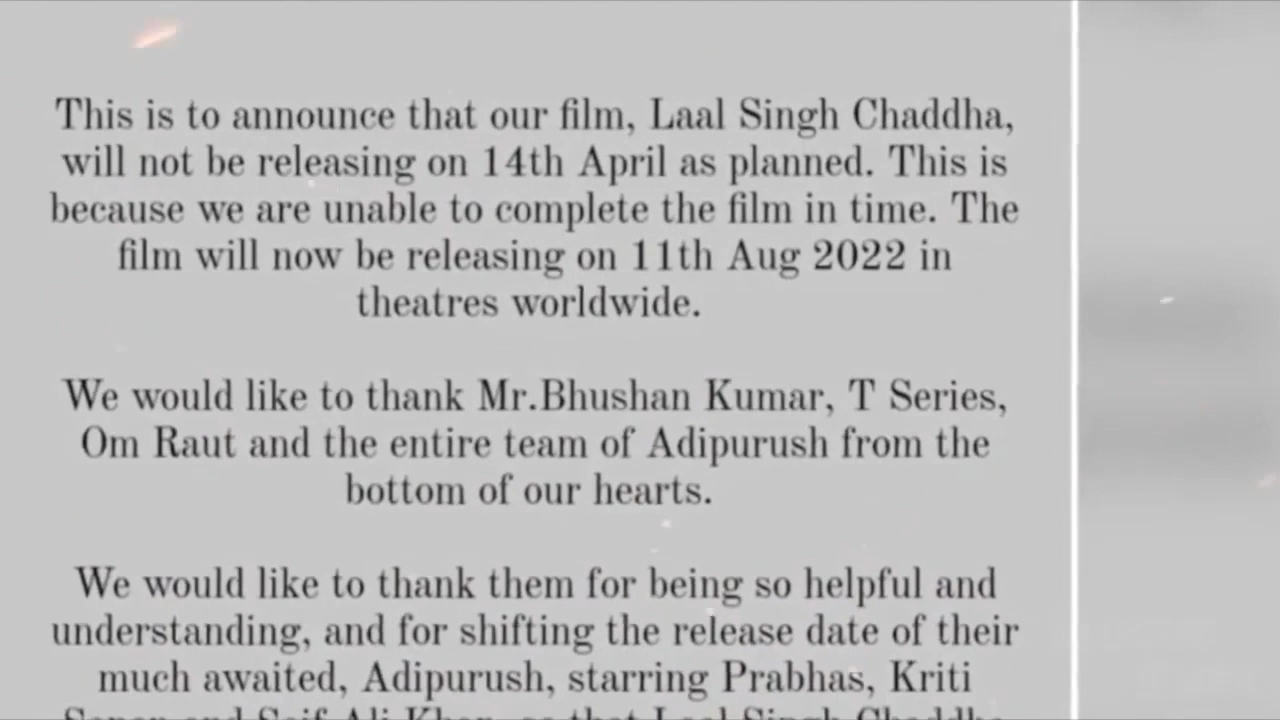 This is to announce that our film, Laal Singh Chaddha,
will not be releasing on 14th April as planned. This is
because we are unable to complete the film in time. The
film will now be releasing on 11th Aug 2022 in
theatres worldwide.
We would like to thank Mr.Bhushan Kumar, T Series,
Om Raut and the entire team of Adipurush from the
bottom of our hearts.
We would like to thank them for being so helpful and
understanding, and for shifting the release date of their
much awaited, Adipurush, starring Prabhas, Kriti